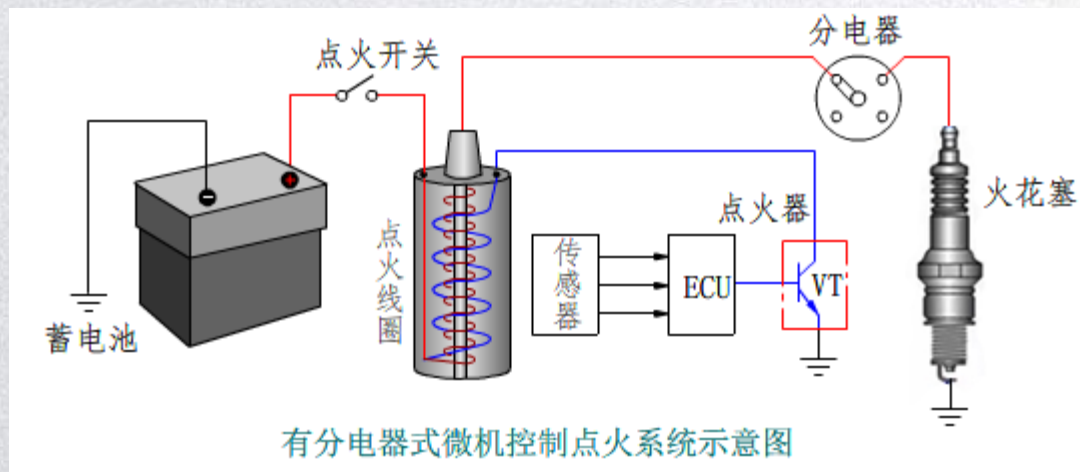 点火开关
分电器
火花塞
点火器
点火线圈
传感器
ECU
VT
蓄电池
有分电器式微机控制点火系统示意图